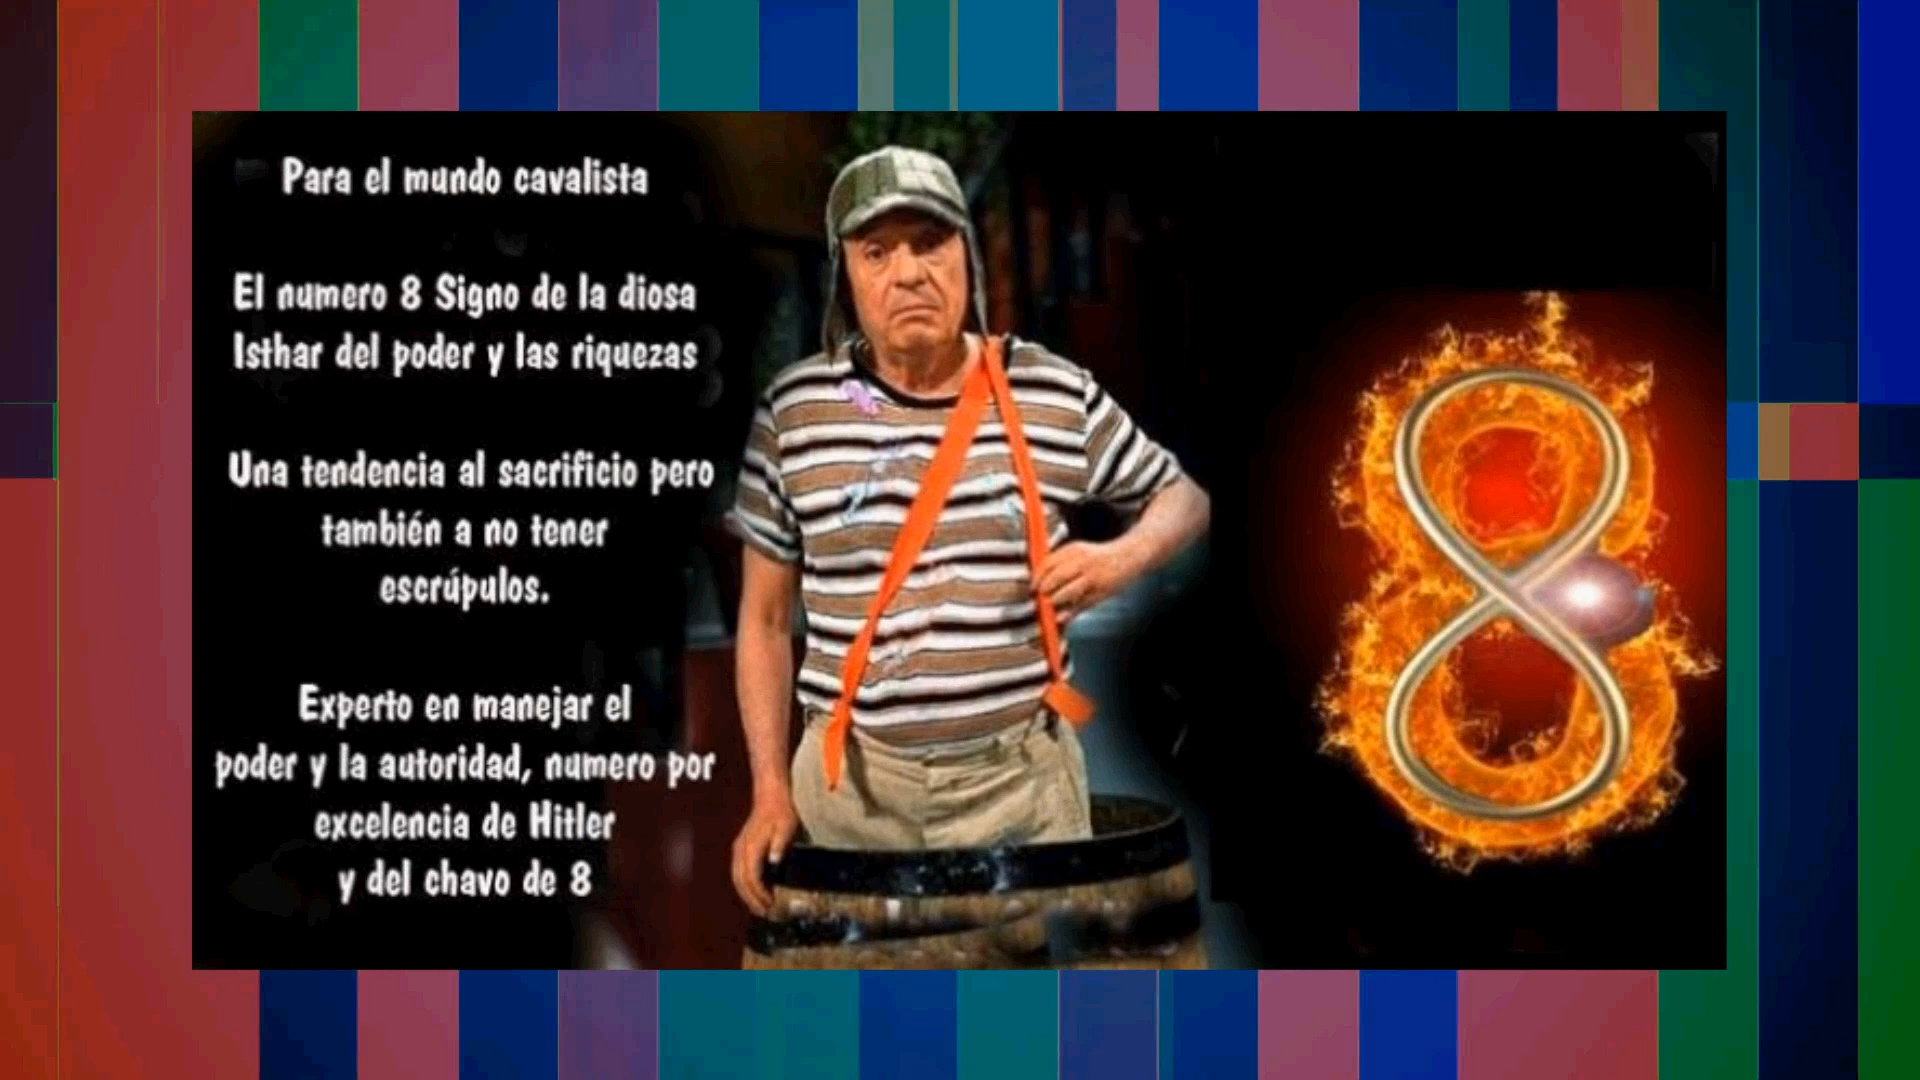 Para el mundo cavalista
El numero 8 Signo de la diosa
Isthar del poder y las riquezas
Una tendencia al sacrificio pero
también a no tener
escrúpulos.
Experto en manejar el
poder y la autoridad, numero por
excelencia de Hitler
y del chavo de 8
8